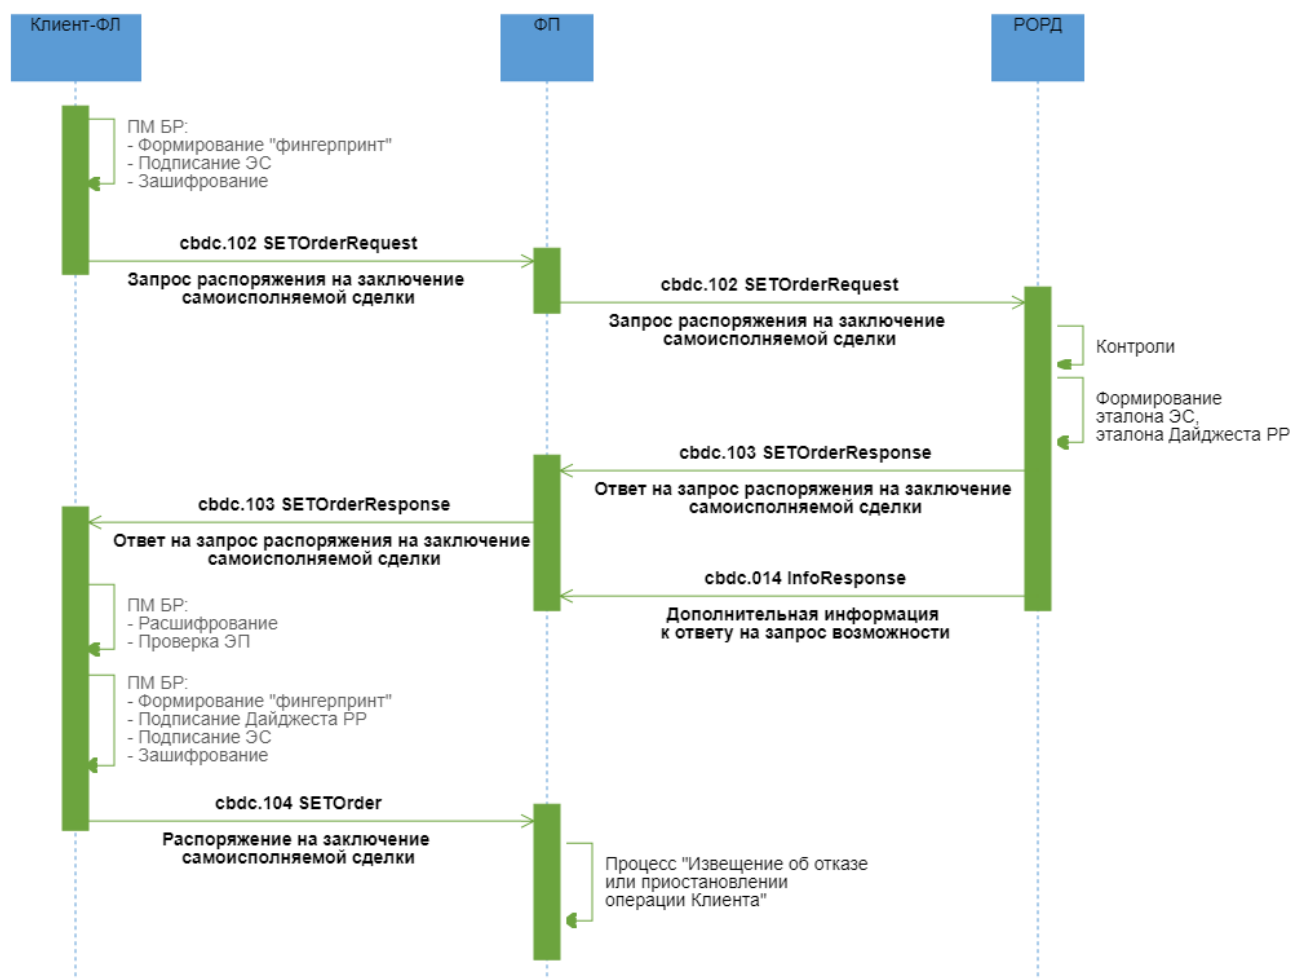 Клиент-ФЛ
ФП
РОРД
ПМ БР:
- Формирование "фингерпринт"
- Подписание ЭС
- Зашифрование
cbdc.102 SETOrderRequest
Запрос распоряжения на заключение
самоисполняемой сделки
cbdc.102 SETOrderRequest
Запрос распоряжения на заключение
самоисполняемой сделки
Контроли
Формирование
эталона ЭС,
эталона Дайджеста РР
cbdc.103 SETOrderResponse
Ответ на запрос распоряжения на заключение
самоисполняемой сделки
cbdc.103 SETOrderResponse
Ответ на запрос распоряжения на заключение
самоисполняемой сделки
cbdc.014 InfoResponse
Дополнительная информация
к ответу на запрос возможности
ПМ БР:
- Расшифрование
- Проверка ЭП
ПМ БР:
- Формирование "фингерпринт"
- Подписание Дайджеста РР
- Подписание ЭС
- Зашифрование
cbdc.104 SETOrder
Распоряжение на заключение
самоисполняемой сделки
Процесс "Извещение об отказе
или приостановлении
операции Клиента"